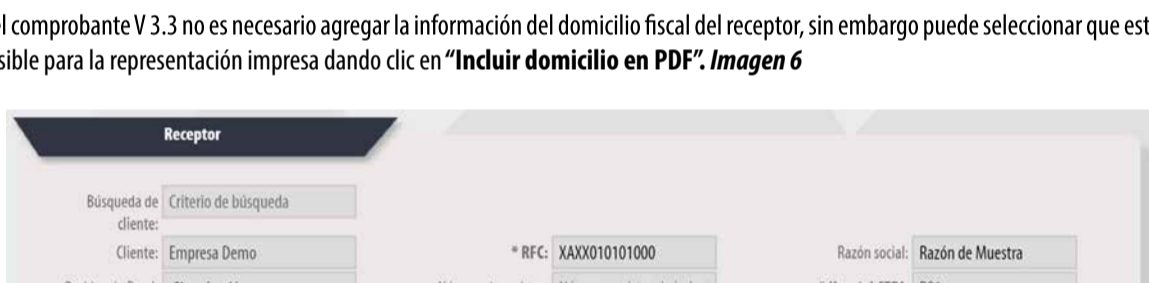 l comprobante V 3.3 no es necesario agregar la información del domicilio fiscal del receptor, sin embargo puede seleccionar que est
sible para la representación impresa dando clic en “Incluir domicilio en PDF”. Imagen 6
Receptor
Búsqueda de cliente: Criterio de búsqueda
Cliente: Empresa Demo * RFC: XAXX010101000 Razón social: Razón de Muestra